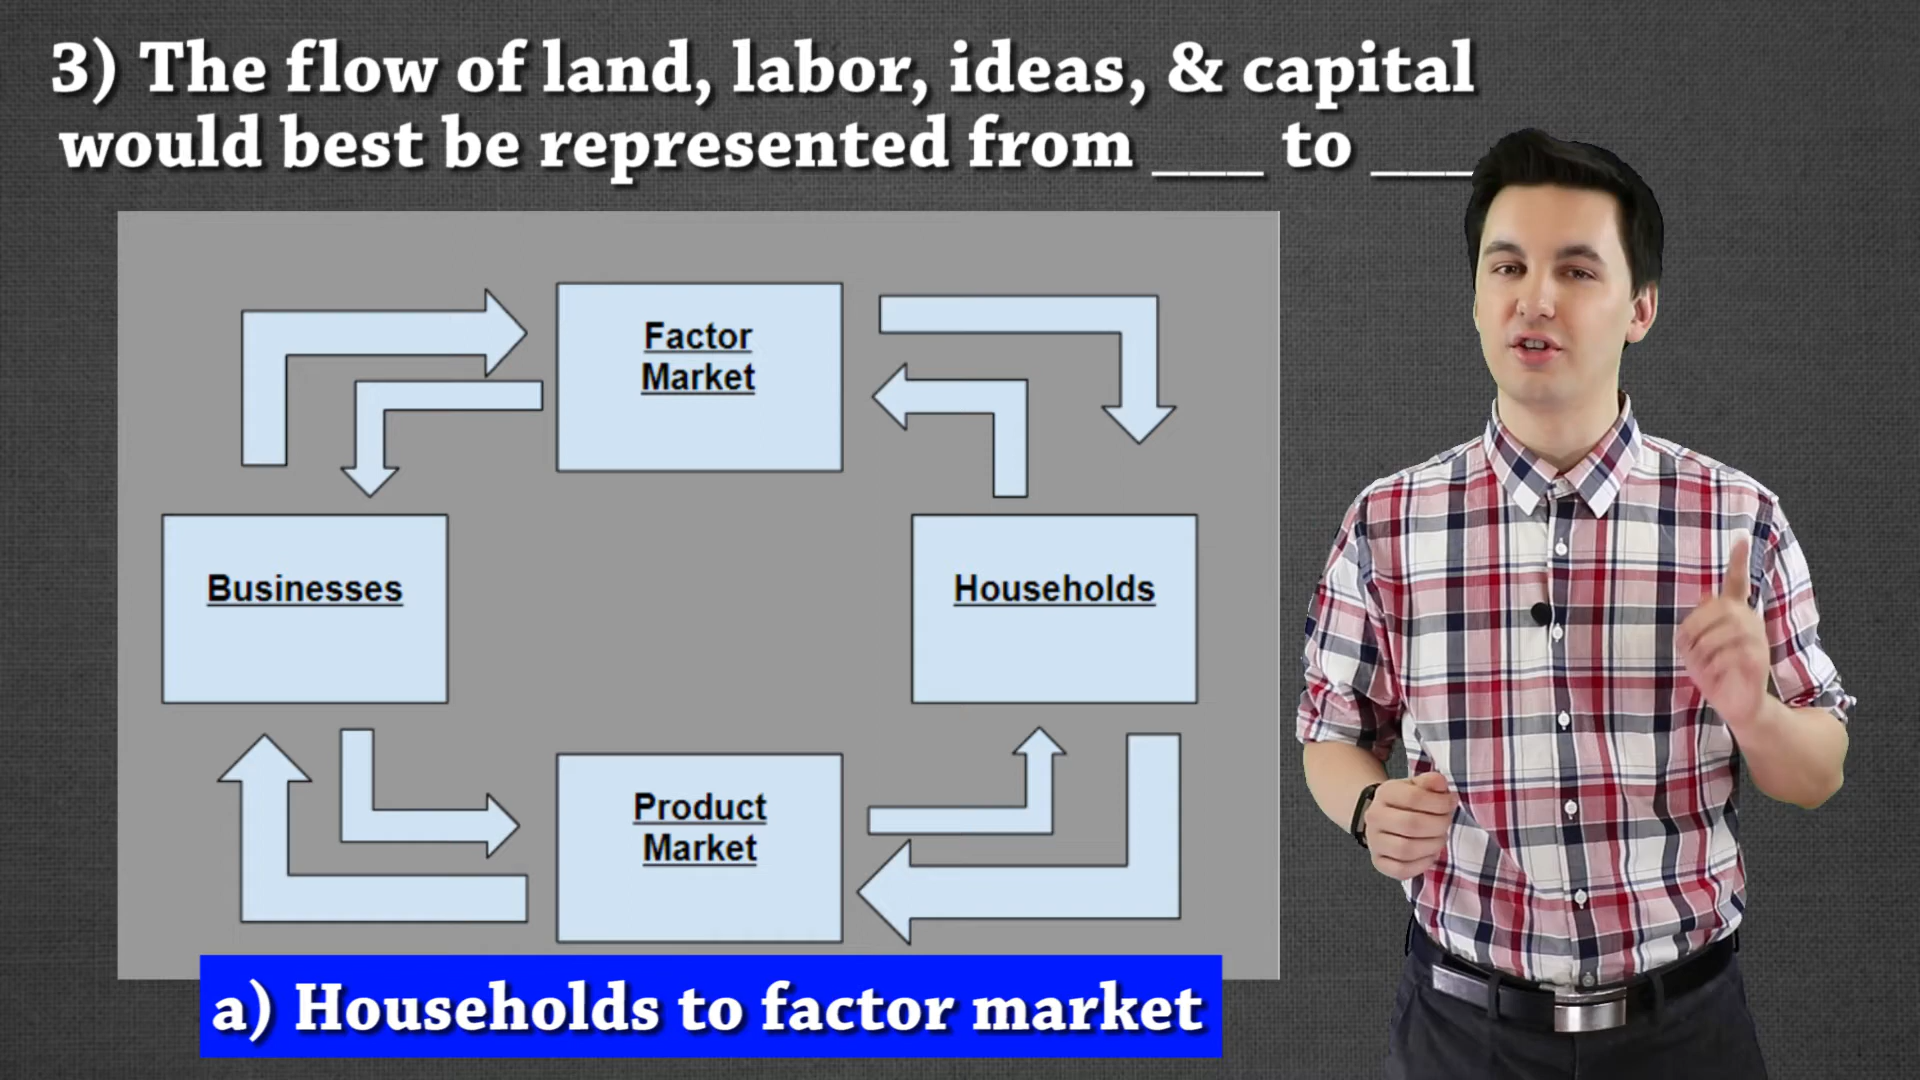 3) The flow of land, labor, ideas, & capital
would best be represented from ___ to ___
Factor
Market
Businesses
Households
Product
Market
a) Households to factor market